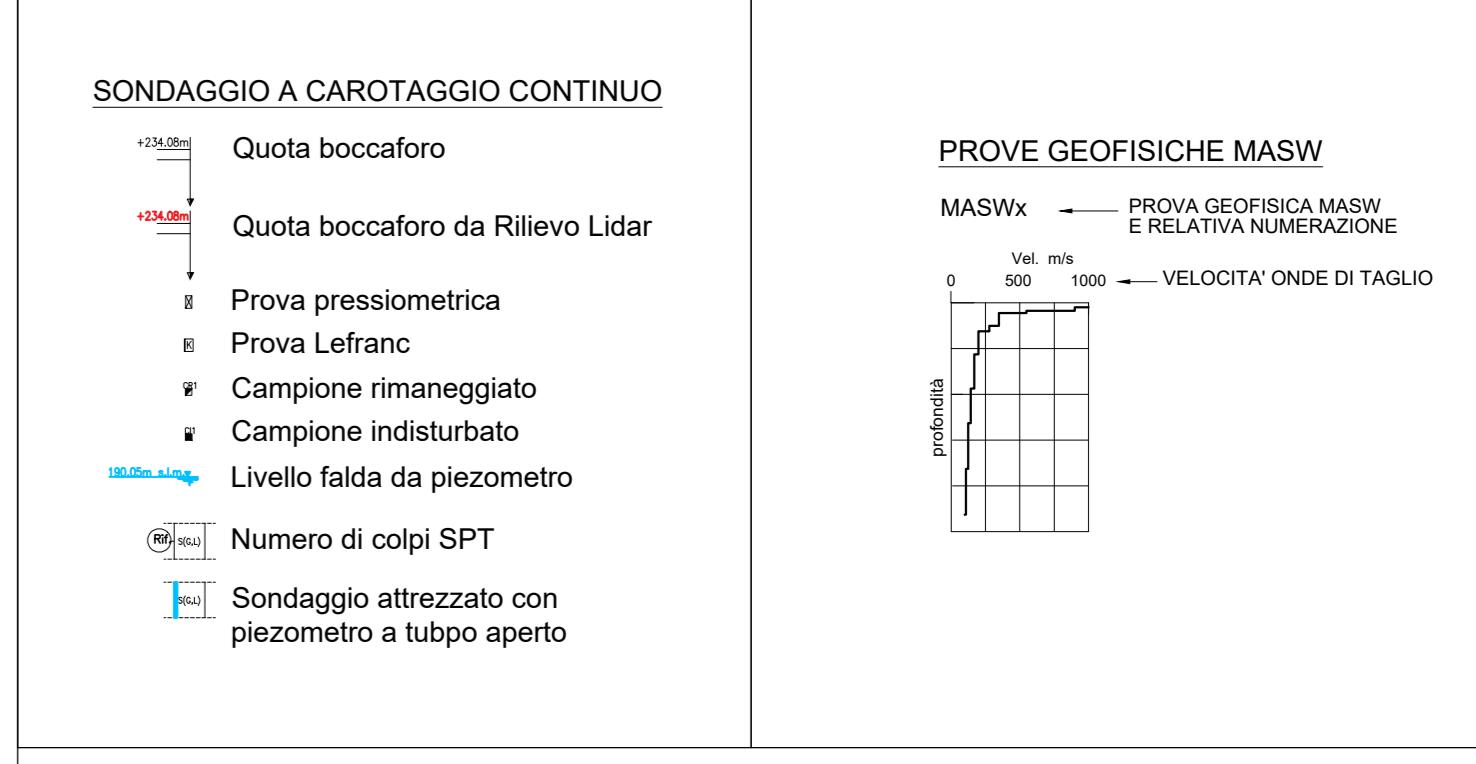 SONDAGGIO A CAROTAGGIO CONTINUO
+234.08m
Quota boccaforo
+234.08m
Quota boccaforo da Rilievo Lidar
Prova pressiometrica
K
Prova Lefranc
CR1
Campione rimaneggiato
CI1
Campione indisturbato
190.05m s.l.m.
Livello falda da piezometro
Rif S(G,L)
Numero di colpi SPT
S(G,L)
Sondaggio attrezzato con
piezometro a tubpo aperto
PROVE GEOFISICHE MASW
MASWx
PROVA GEOFISICA MASW
E RELATIVA NUMERAZIONE
Vel. m/s
0 500 1000
VELOCITA' ONDE DI TAGLIO
profondità